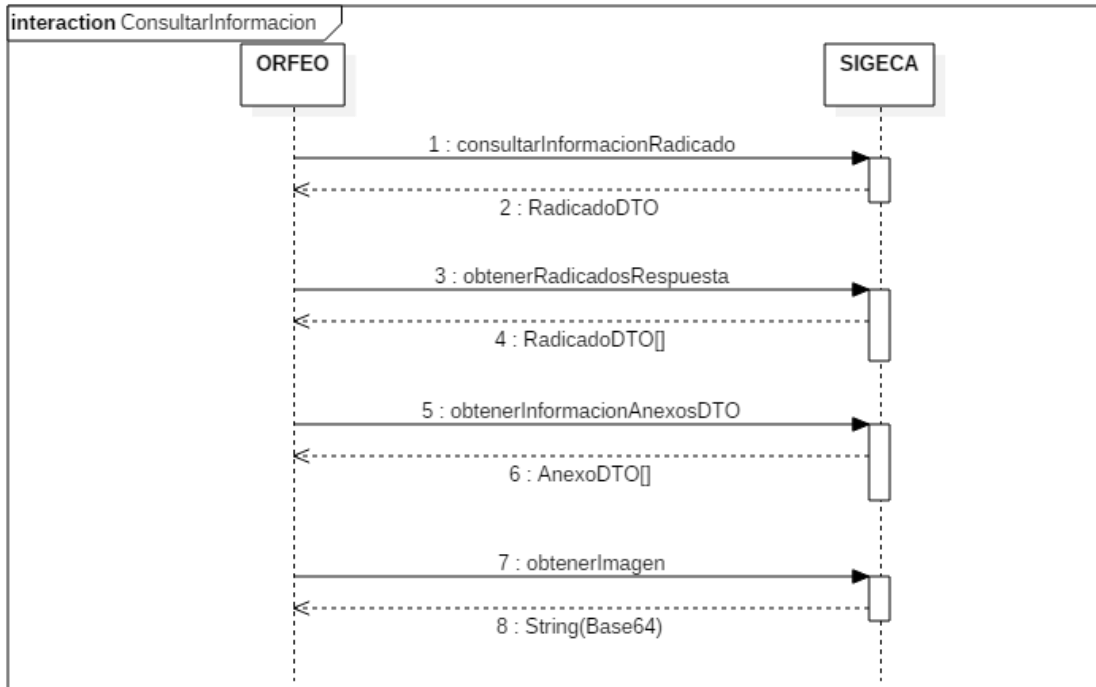 interaction ConsultarInformacion
ORFEO
SIGECA
1 : consultarInformacionRadicado
2 : RadicadoDTO
3 : obtenerRadicadosRespuesta
4 : RadicadoDTO[]
5 : obtenerInformacionAnexosDTO
6 : AnexoDTO[]
7 : obtenerImagen
8 : String(Base64)